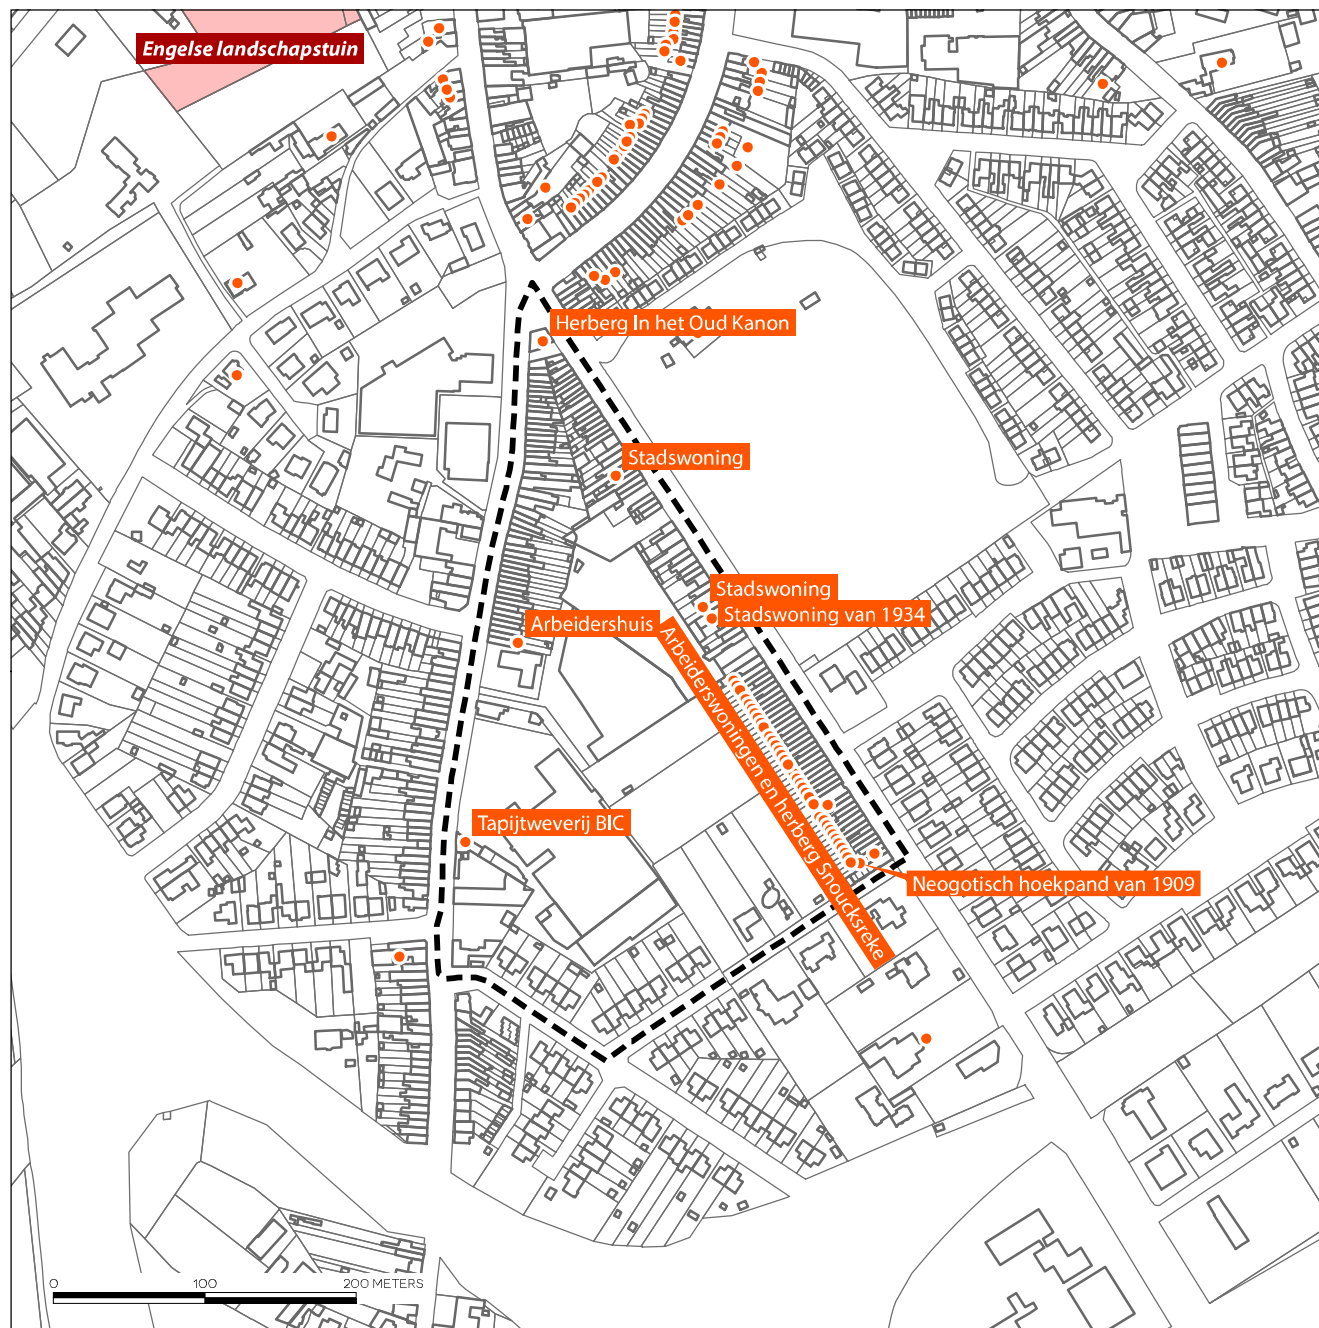 Engelse landschapstuin
Herberg In het Oud Kanon
Stadswoning
Stadswoning
Stadswoning van 1934
Arbeidershuis
Arbeiderswoningen en herberg Snoucksreke
Tapijtweverij BIC
Neogotisch hoekpand van 1909
0 100 200 METERS